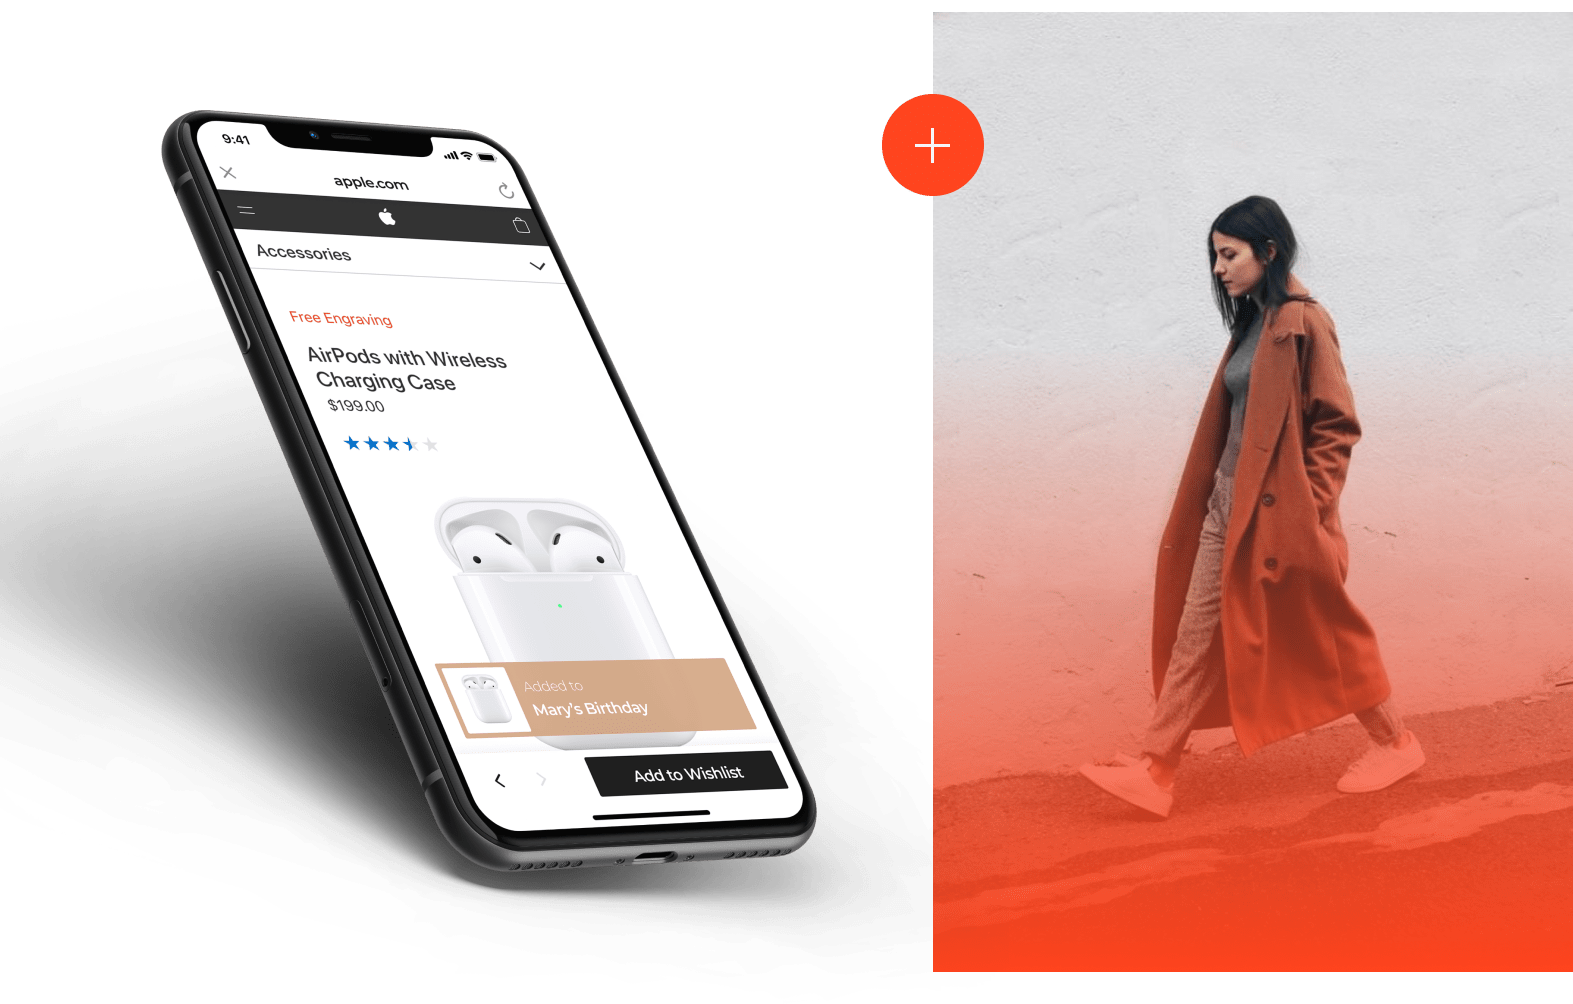 9:41
apple.com
Accessories
Free Engraving
AirPods with Wireless
Charging Case
$199.00
Added to
Mary's Birthday
Add to Wishlist